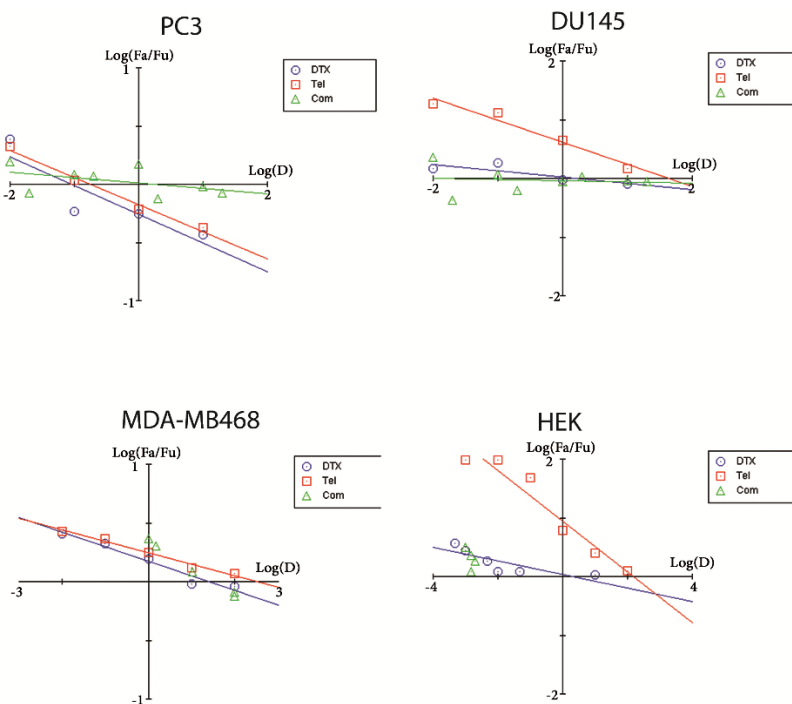 PC3
Log(Fa/Fu)
1
DTX
Tel
Com
Log(D)
-2
2
-1
DU145
Log(Fa/Fu)
2
DTX
Tel
Com
Log(D)
-2
2
-2
MDA-MB468
Log(Fa/Fu)
1
DTX
Tel
Com
Log(D)
-3
3
-1
HEK
Log(Fa/Fu)
2
DTX
Tel
Com
Log(D)
-4
4
-2